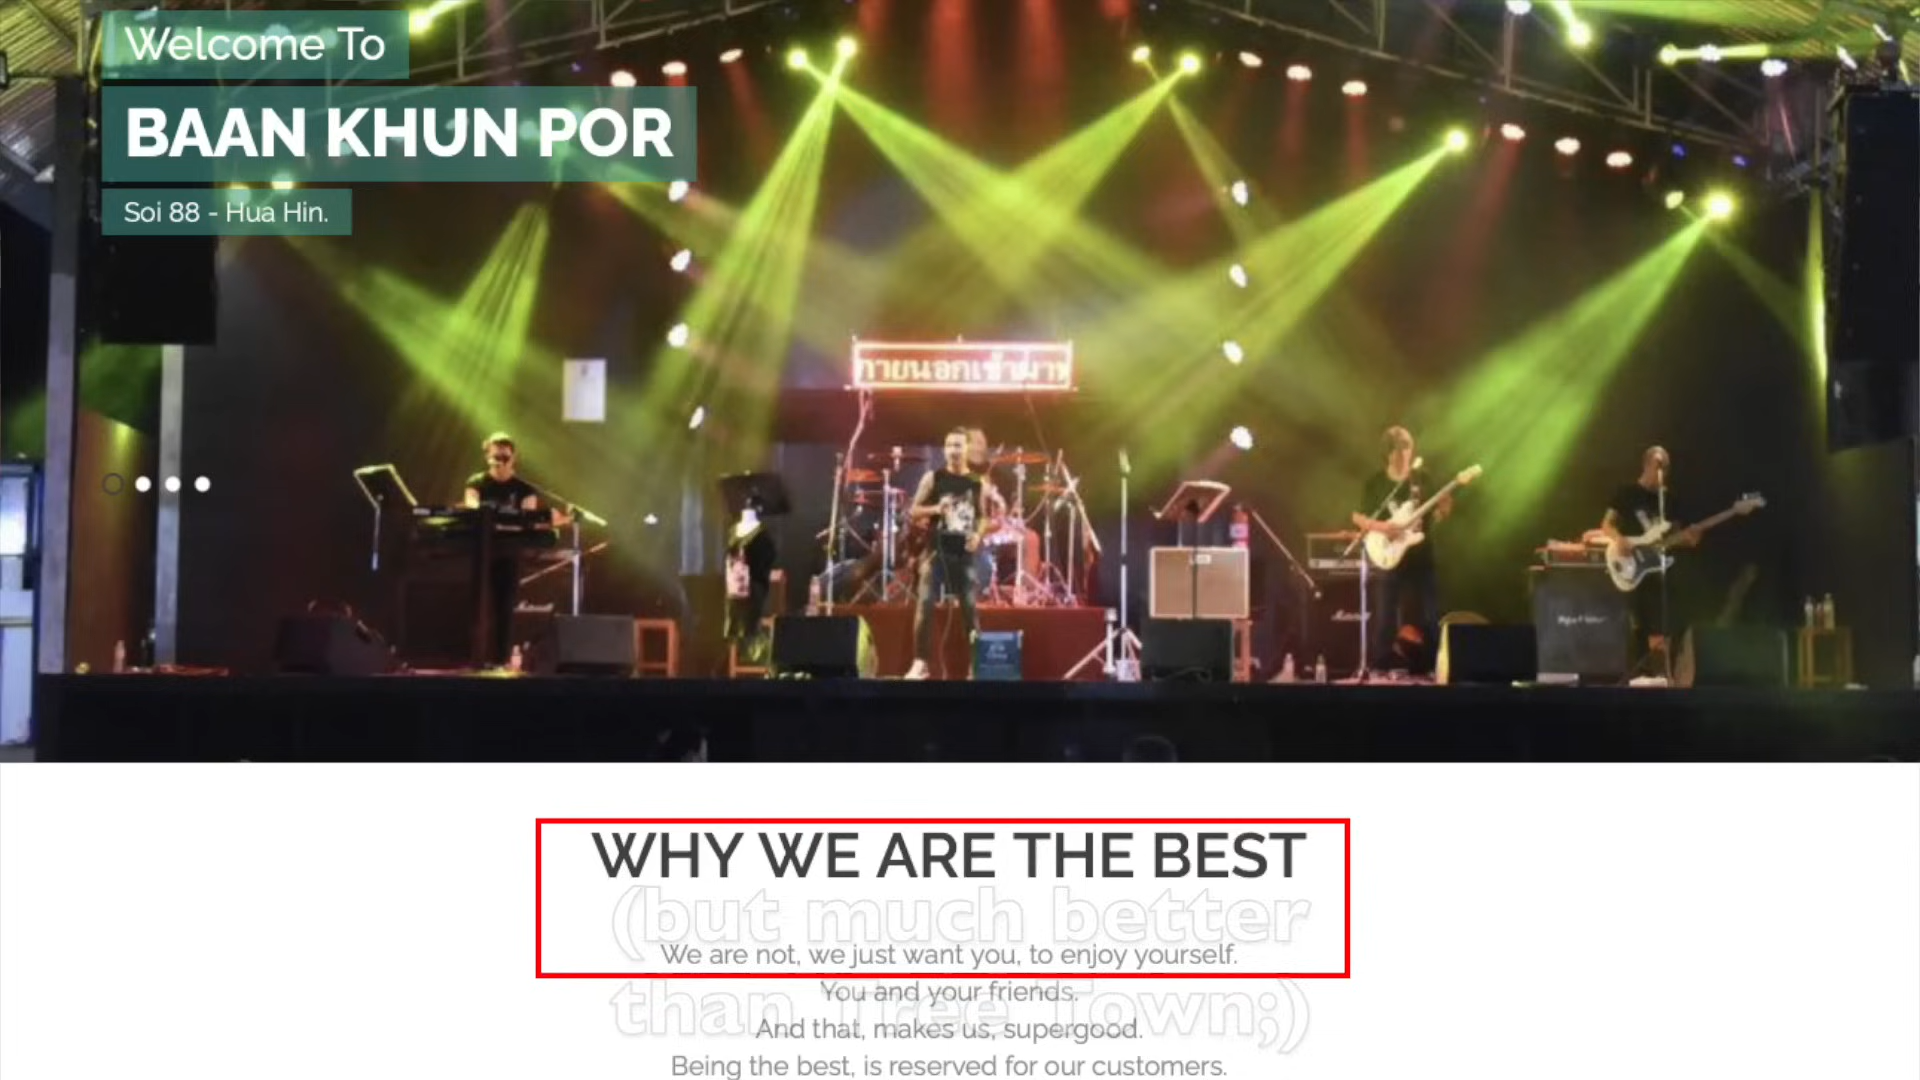 Welcome To
BAAN KHUN POR
Soi 88 - Hua Hin.
WHY WE ARE THE BEST
(but much better
We are not, we just want you, to enjoy yourself.
You and your friends.
than Tree Town;)
And that, makes us, supergood.
Being the best, is reserved for our customers.